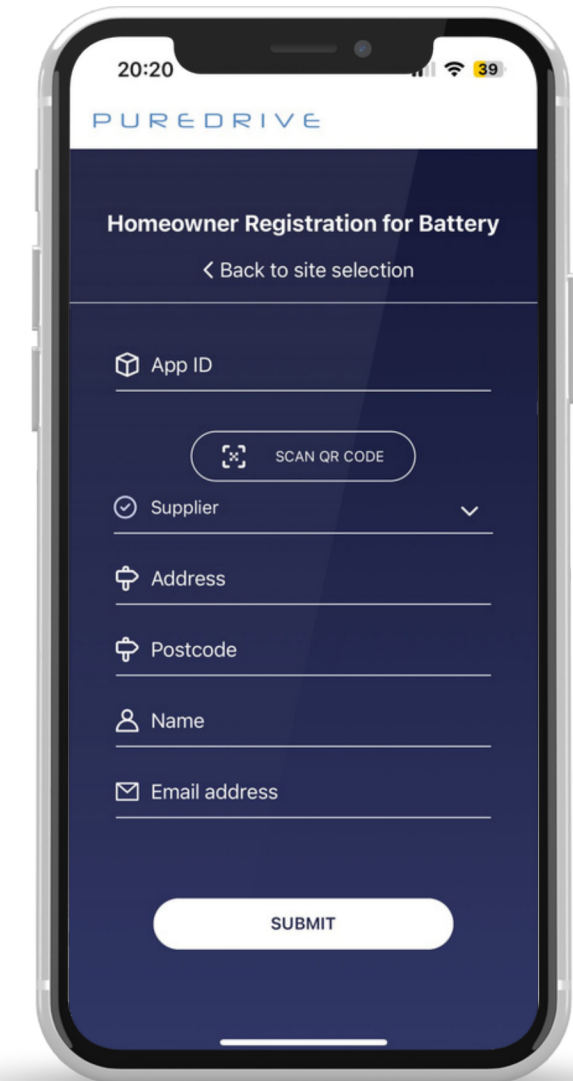 20:20
39
PUREDRIVE
Homeowner Registration for Battery
Back to site selection
App ID
SCAN QR CODE
Supplier
Address
Postcode
Name
Email address
SUBMIT